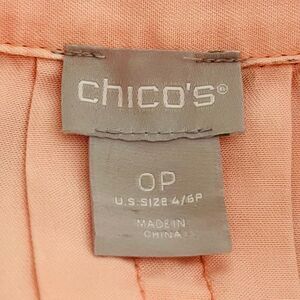 chico's®
0P
U.S. SIZE 4/6P
MADE IN
CHINA